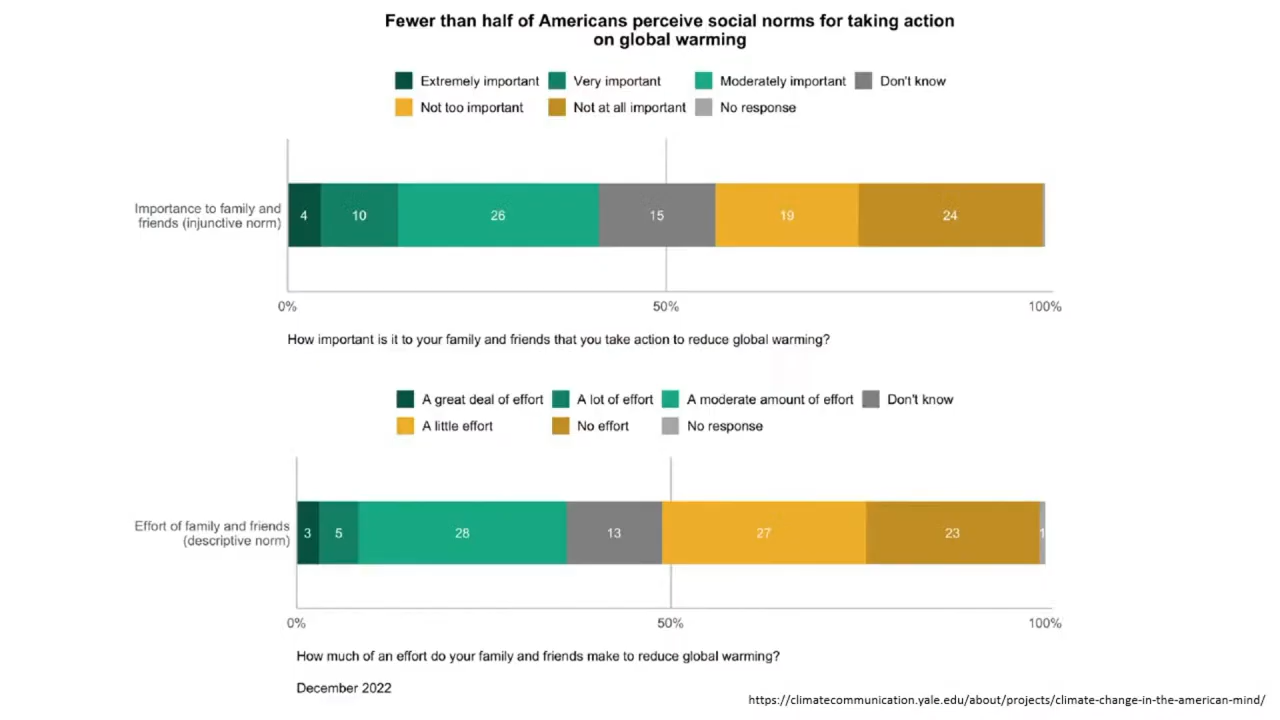 Fewer than half of Americans perceive social norms for taking action
on global warming
Extremely important Very important Moderately important Don't know
Not too important Not at all important No response
Importance to family and
friends (injunctive norm)
4 10 26 15 19 24
0% 50% 100%
How important is it to your family and friends that you take action to reduce global warming?
A great deal of effort A lot of effort A moderate amount of effort Don't know
A little effort No effort No response
Effort of family and friends
(descriptive norm)
3 5 28 13 27 23 1
0% 50% 100%
How much of an effort do your family and friends make to reduce global warming?
December 2022
https://climatecommunication.yale.edu/about/projects/climate-change-in-the-american-mind/